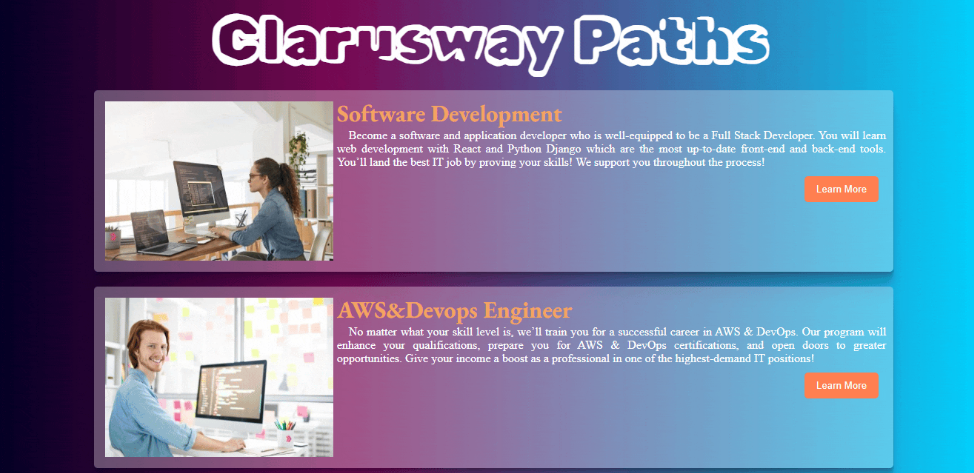 Clarusway Paths
Software Development
Become a software and application developer who is well-equipped to be a Full Stack Developer. You will learn
web development with React and Python Django which are the most up-to-date front-end and back-end tools.
You'll land the best IT job by proving your skills! We support you throughout the process!
Learn More
AWS&Devops Engineer
No matter what your skill level is, we'll train you for a successful career in AWS & DevOps. Our program will
enhance your qualifications, prepare you for AWS & DevOps certifications, and open doors to greater
opportunities. Give your income a boost as a professional in one of the highest-demand IT positions!
Learn More